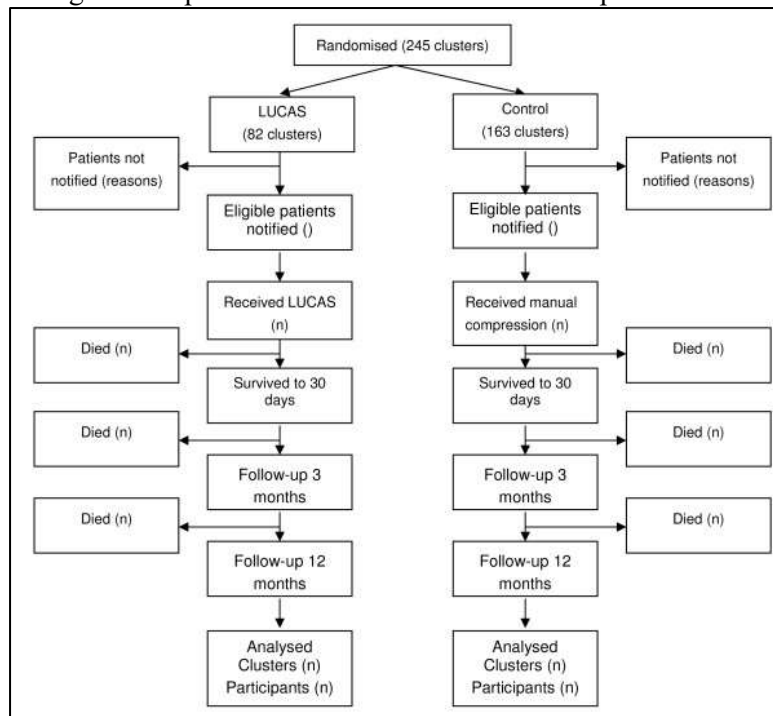 Randomised (245 clusters)
LUCAS
(82 clusters)
Control
(163 clusters)
Patients not
notified (reasons)
Patients not
notified (reasons)
Eligible patients
notified ()
Eligible patients
notified ()
Received LUCAS
(n)
Received manual
compression (n)
Died (n)
Died (n)
Survived to 30
days
Survived to 30
days
Died (n)
Died (n)
Follow-up 3
months
Follow-up 3
months
Died (n)
Died (n)
Follow-up 12
months
Follow-up 12
months
Analysed
Clusters (n)
Participants (n)
Analysed
Clusters (n)
Participants (n)